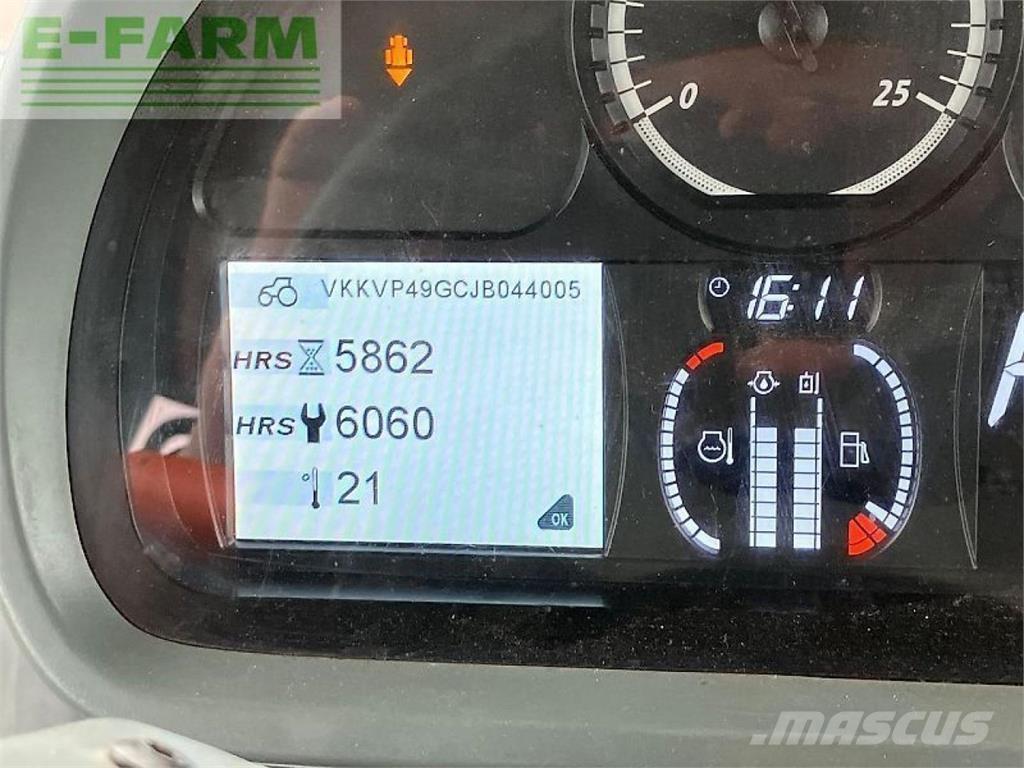 E-FARM
0 25
VKKVP49GCJB044005
16:11
HRS 5862
HRS 6060
° 21
OK
MASCUS